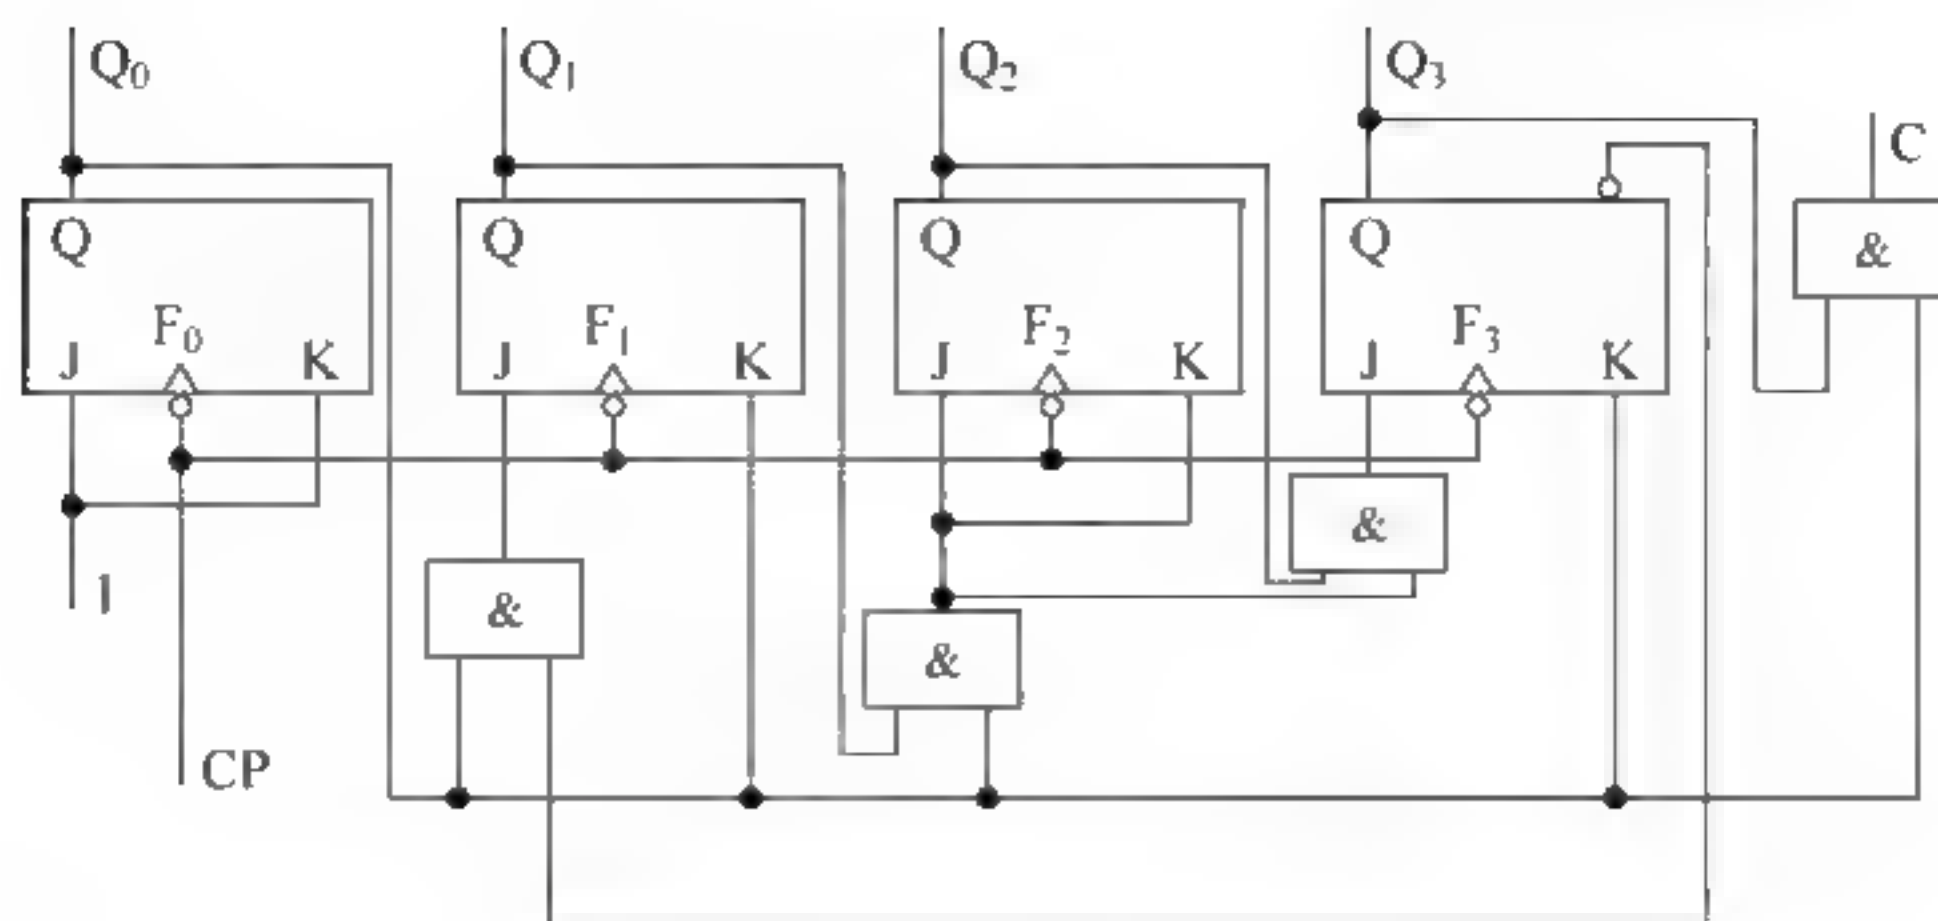 Q₀ Q₁ Q₂ Q₃
C
Q Q Q Q &
F₀ F₁ F₂ F₃
J K J K J K J K
&
1 &
&
CP